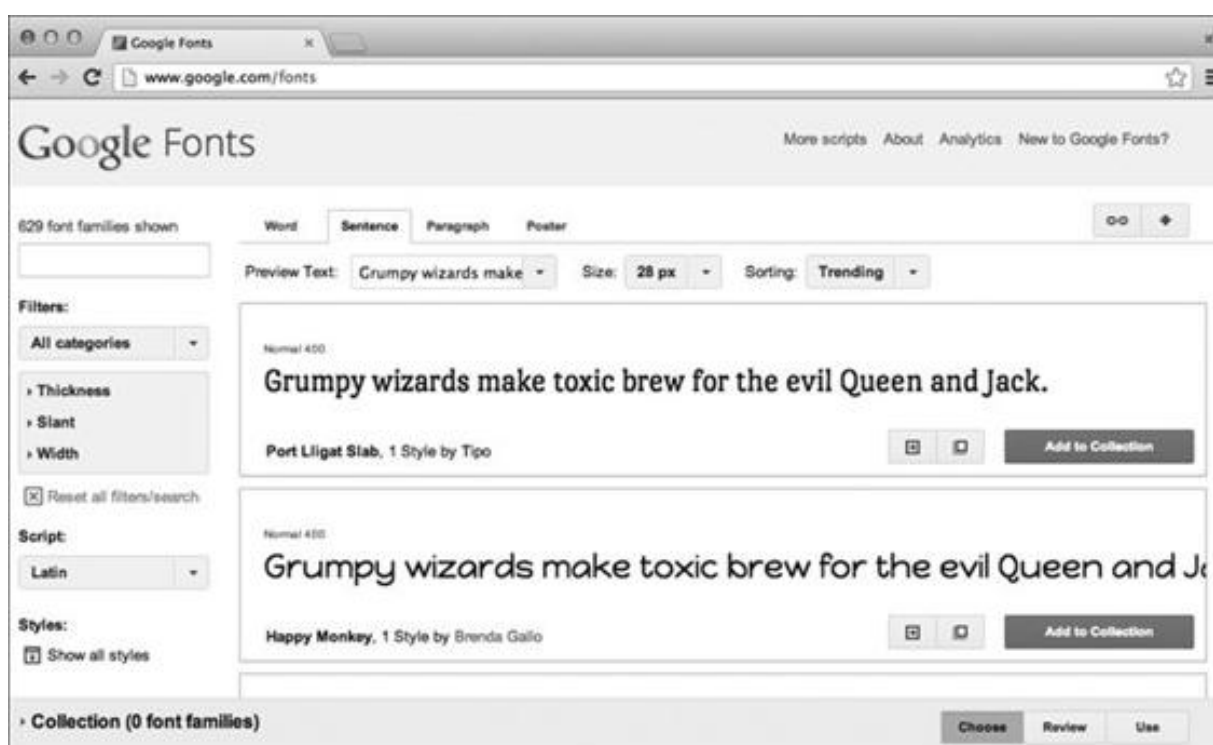 Google Fonts
www.google.com/fonts
Google Fonts
More scripts About Analytics New to Google Fonts?
629 font families shown
Word Sentence Paragraph Poster
Preview Text: Grumpy wizards make Size: 28 px Sorting: Trending
Filters:
All categories
Thickness
Slant
Width
Reset all filters/search
Script:
Latin
Styles:
Show all styles
Normal 400
Grumpy wizards make toxic brew for the evil Queen and Jack.
Port Lligat Slab, 1 Style by Tipo
Add to Collection
Normal 400
Grumpy wizards make toxic brew for the evil Queen and
Happy Monkey, 1 Style by Brenda Gallo
Add to Collection
Collection (0 font families)
Choose Review Use